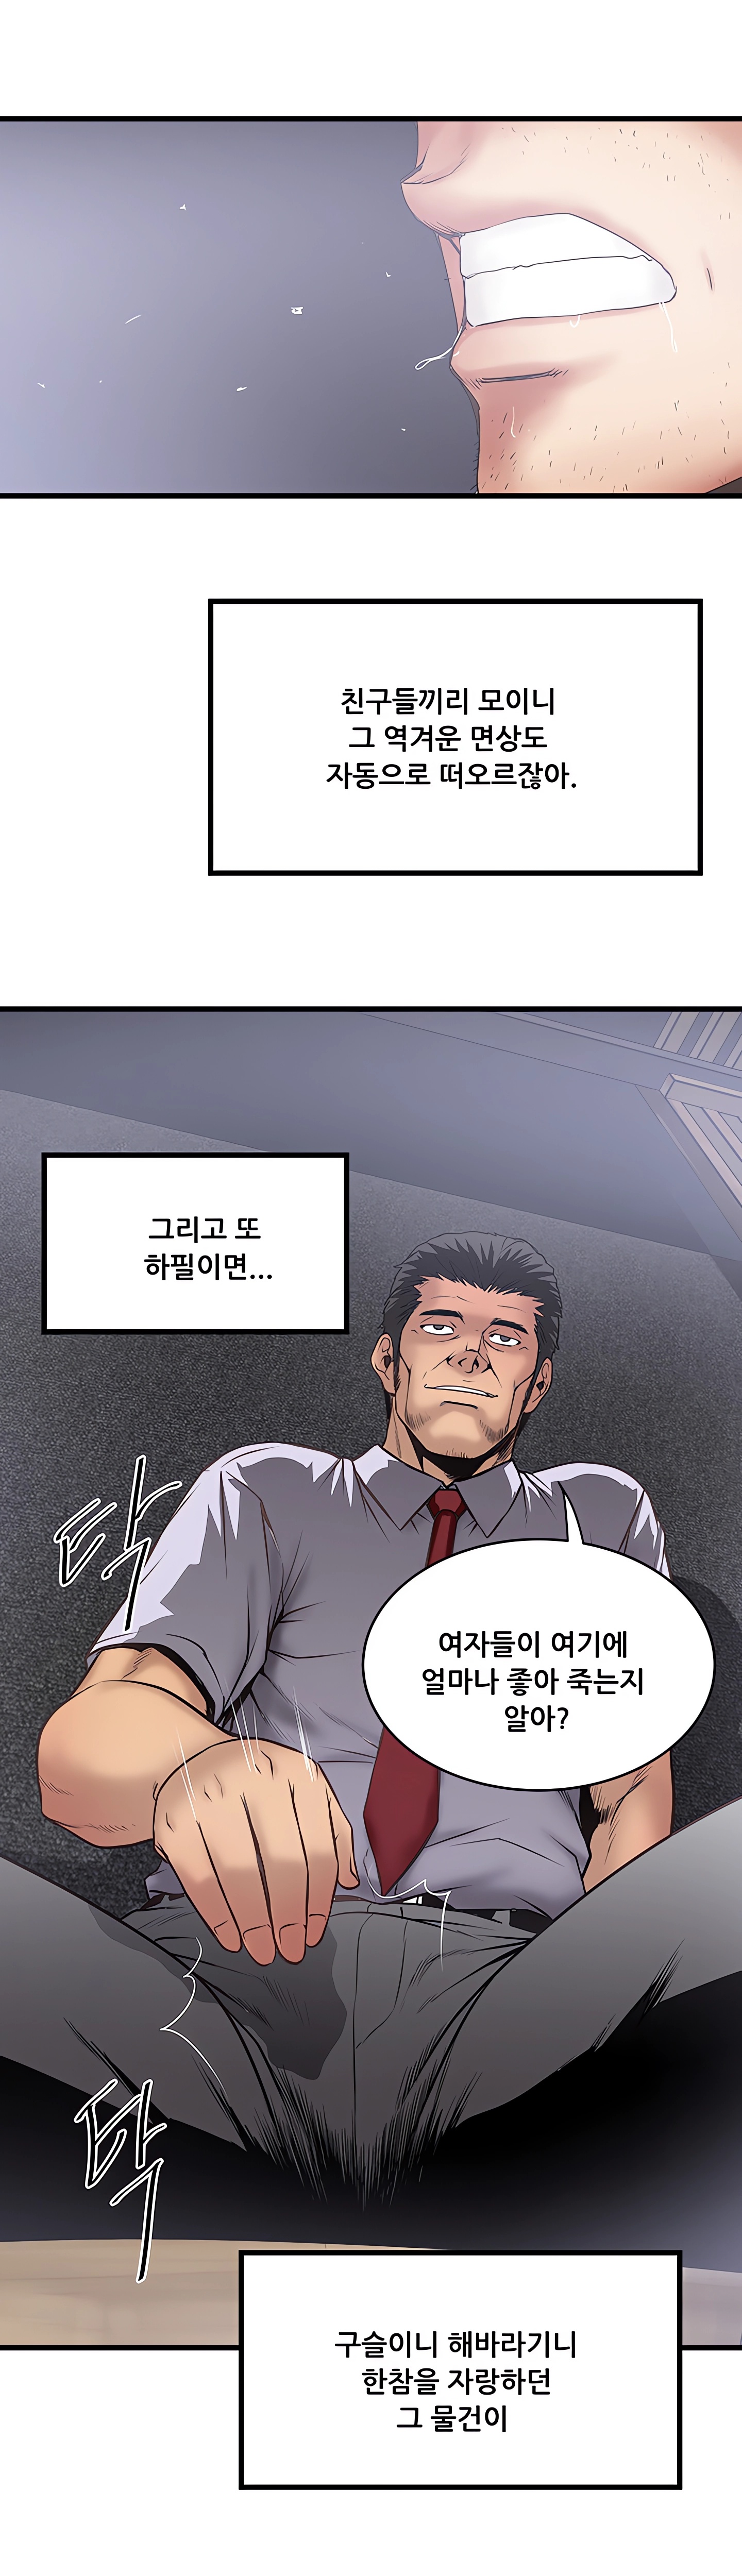 친구들끼리 모이니
그 역겨운 면상도
자동으로 떠오르잖아.
그리고 또
하필이면...
탁
여자들이 여기에
얼마나 좋아 죽는지
알아?
탁
구슬이니 해바라기니
한참을 자랑하던
그 물건이